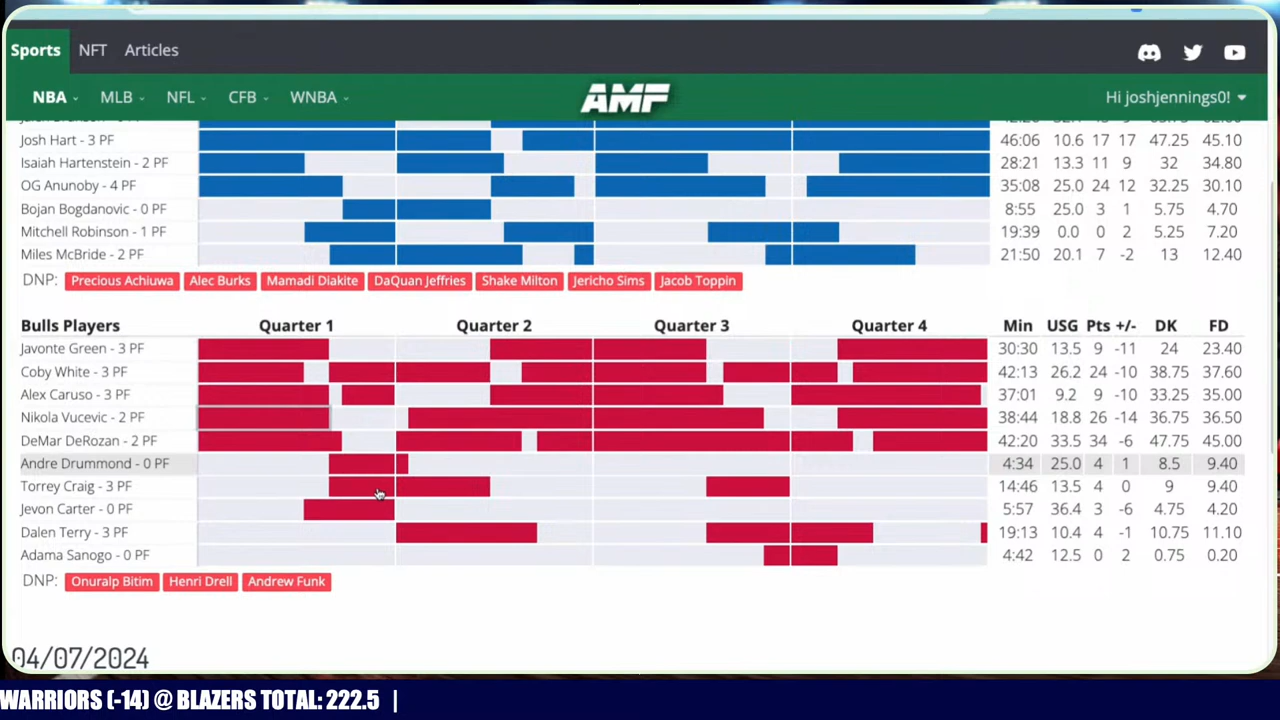 Sports NFT Articles
NBA MLB NFL CFB WNBA AMF Hi joshjennings0!
Josh Hart - 3 PF 46:06 10.6 17 17 47.25 45.10
Isaiah Hartenstein - 2 PF 28:21 13.3 11 9 32 34.80
OG Anunoby - 4 PF 35:08 25.0 24 12 32.25 30.10
Bojan Bogdanovic - 0 PF 8:55 25.0 3 1 5.75 4.70
Mitchell Robinson - 1 PF 19:39 0.0 0 2 5.25 7.20
Miles McBride - 2 PF 21:50 20.1 7 -2 13 12.40
DNP: Precious Achiuwa Alec Burks Mamadi Diakite DaQuan Jeffries Shake Milton Jericho Sims Jacob Toppin
Bulls Players Quarter 1 Quarter 2 Quarter 3 Quarter 4 Min USG Pts +/- DK FD
Javonte Green - 3 PF 30:30 13.5 9 -11 24 23.40
Coby White - 3 PF 42:13 26.2 24 -10 38.75 37.60
Alex Caruso - 3 PF 37:01 9.2 9 -10 33.25 35.00
Nikola Vucevic - 2 PF 38:44 18.8 26 -14 36.75 36.50
DeMar DeRozan - 2 PF 42:20 33.5 34 -6 47.75 45.00
Andre Drummond - 0 PF 4:34 25.0 4 1 8.5 9.40
Torrey Craig - 3 PF 14:46 13.5 4 0 9 9.40
Jevon Carter - 0 PF 5:57 36.4 3 -6 4.75 4.20
Dalen Terry - 3 PF 19:13 10.4 4 -1 10.75 11.10
Adama Sanogo - 0 PF 4:42 12.5 0 2 0.75 0.20
DNP: Onuralp Bitim Henri Drell Andrew Funk
04/07/2024
WARRIORS (-14) @ BLAZERS TOTAL: 222.5 |